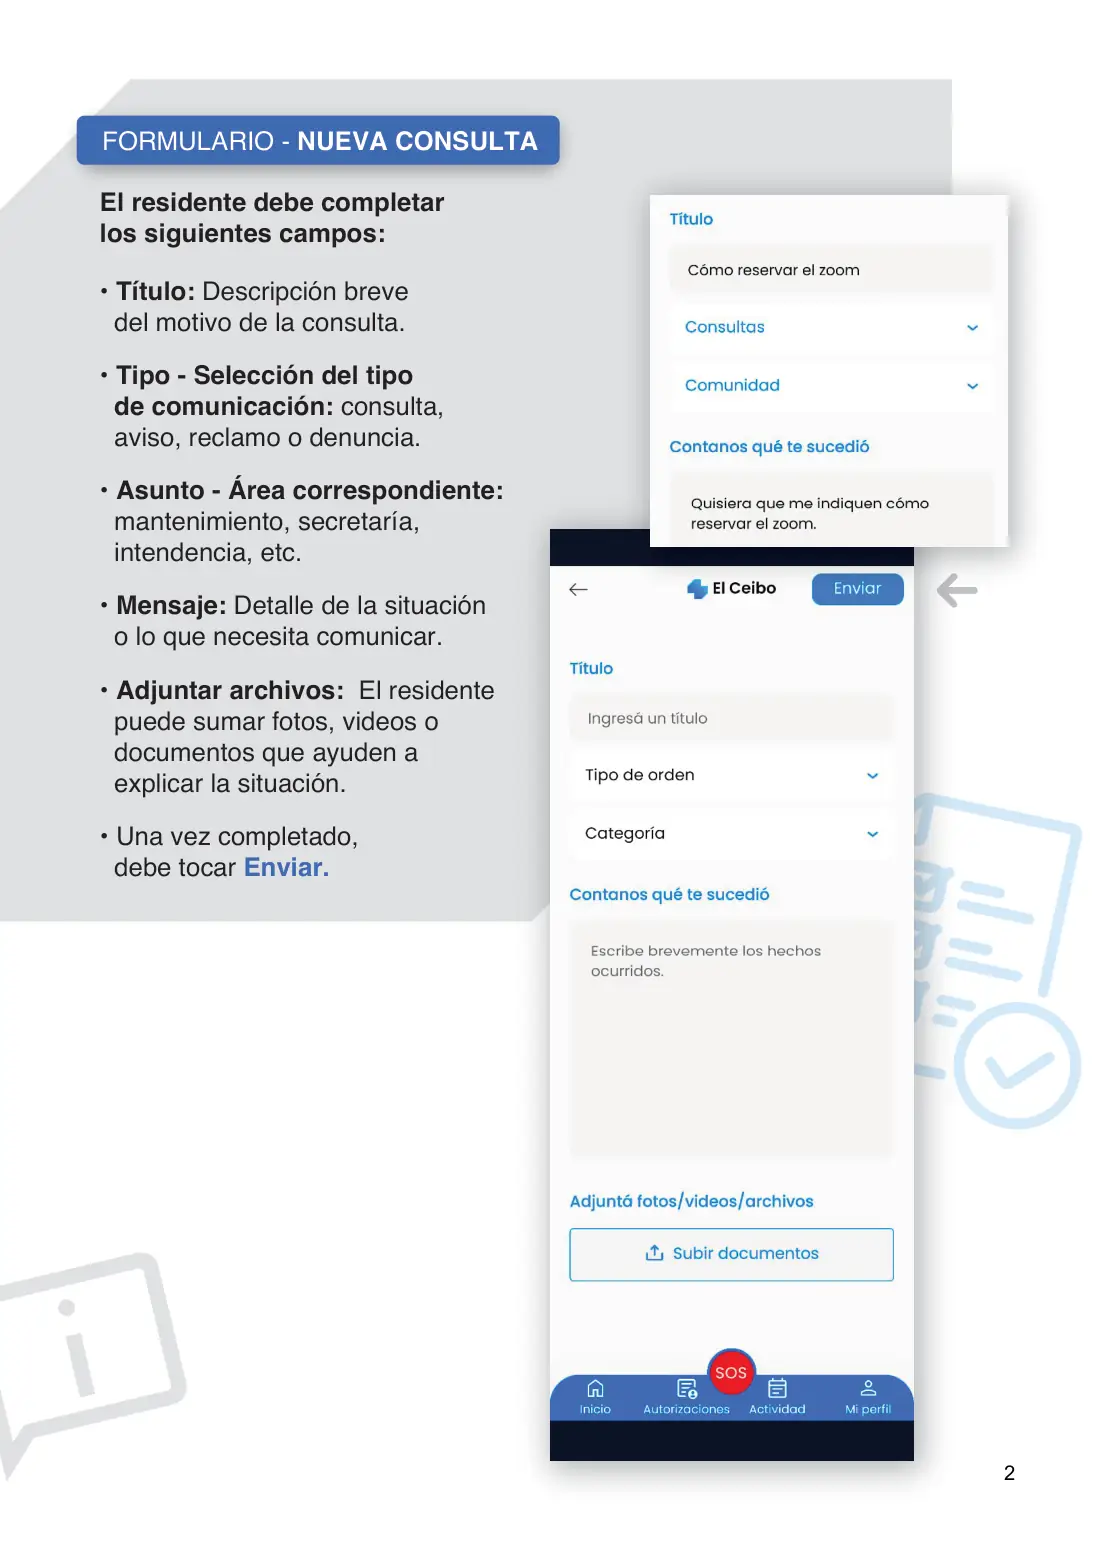 FORMULARIO - NUEVA CONSULTA
El residente debe completar
los siguientes campos:
• Título: Descripción breve
del motivo de la consulta.
• Tipo - Selección del tipo
de comunicación: consulta,
aviso, reclamo o denuncia.
• Asunto - Área correspondiente:
mantenimiento, secretaría,
intendencia, etc.
• Mensaje: Detalle de la situación
o lo que necesita comunicar.
• Adjuntar archivos: El residente
puede sumar fotos, videos o
documentos que ayuden a
explicar la situación.
• Una vez completado,
debe tocar Enviar.
Título
Cómo reservar el zoom
Consultas
Comunidad
Contanos qué te sucedió
Quisiera que me indiquen cómo
reservar el zoom.
El Ceibo
Enviar
Título
Ingresá un título
Tipo de orden
Categoría
Contanos qué te sucedió
Escribe brevemente los hechos
ocurridos.
Adjuntá fotos/videos/archivos
Subir documentos
SOS
Inicio
Autorizaciones
Actividad
Mi perfil
2